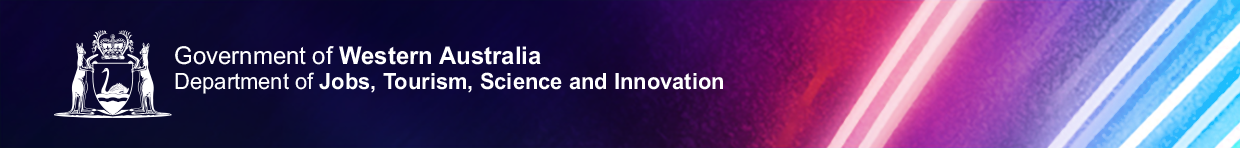 Government of Western Australia
Department of Jobs, Tourism, Science and Innovation